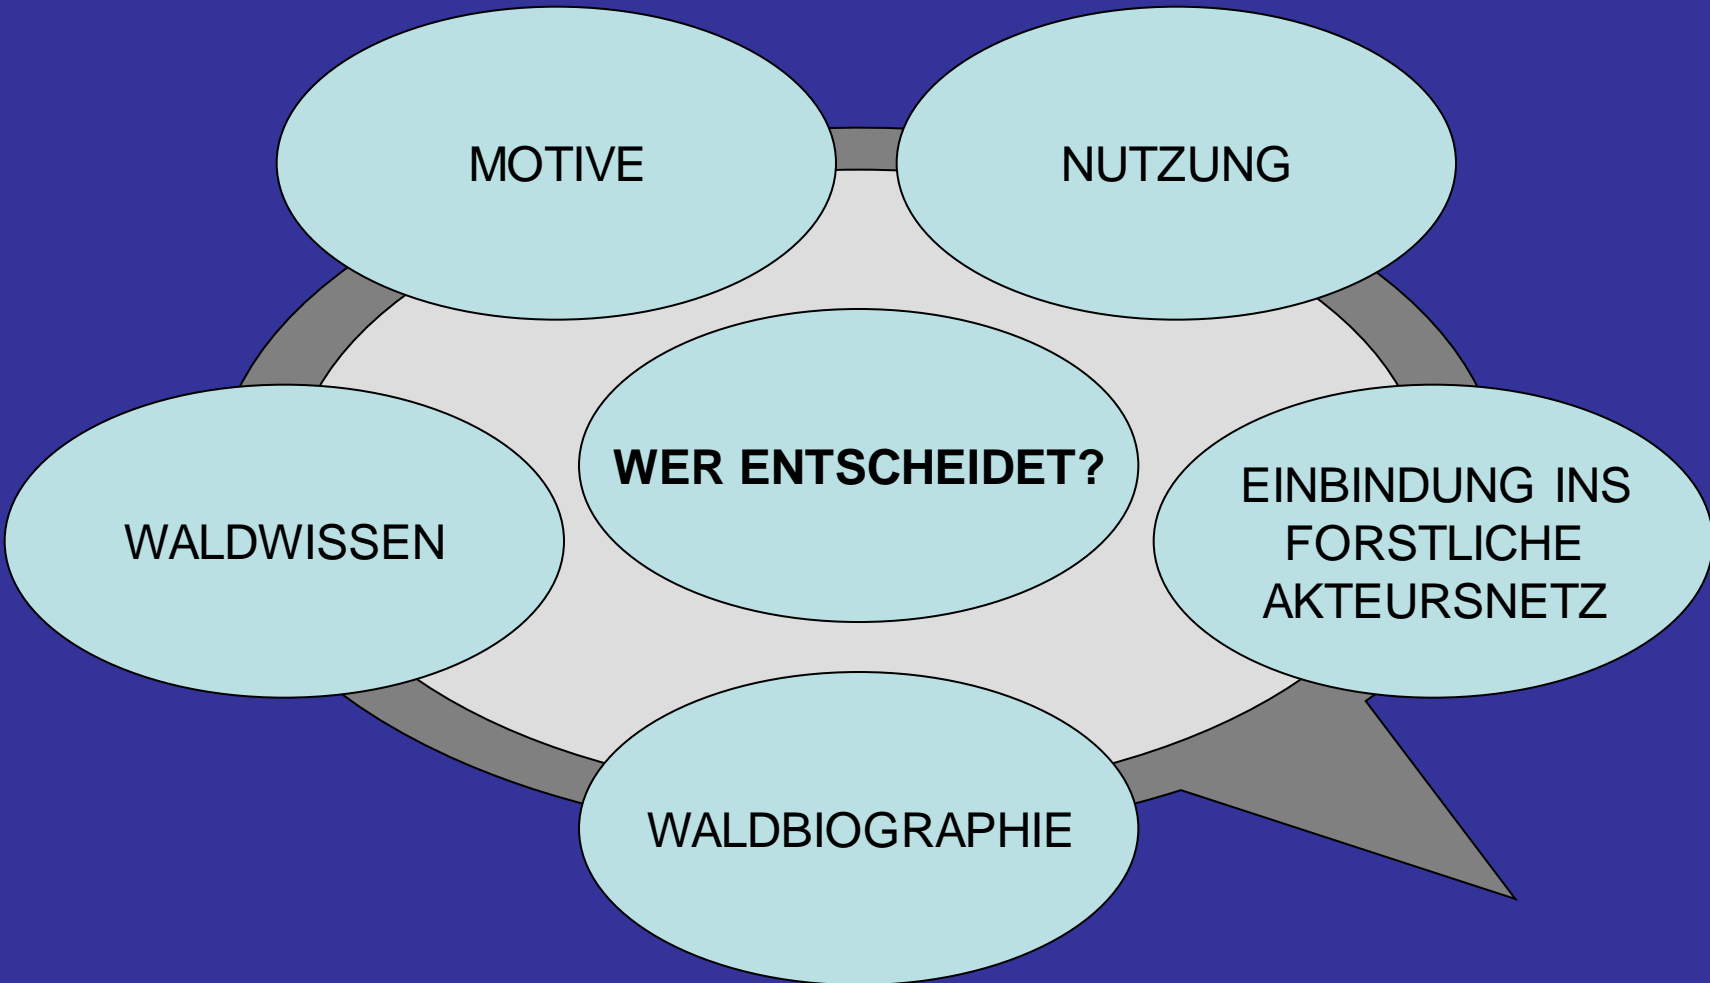 MOTIVE
NUTZUNG
WER ENTSCHEIDET?
WALDWISSEN
EINBINDUNG INS
FORSTLICHE
AKTEURSNETZ
WALDBIOGRAPHIE